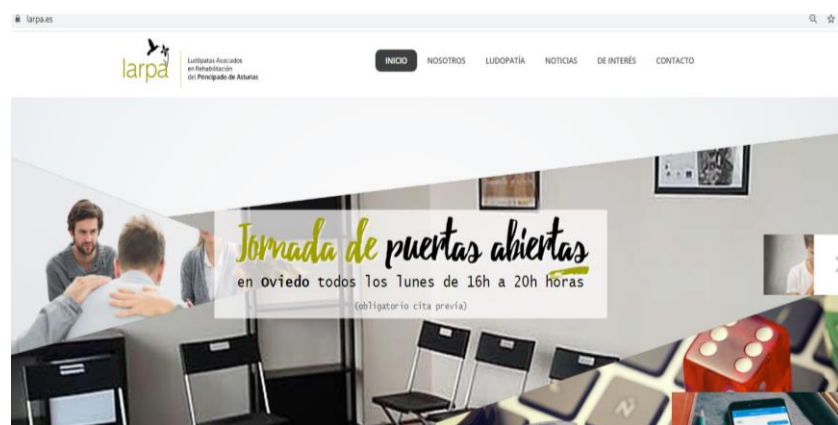 larpa.es
larpa
Ludópatas Asociados
en Rehabilitación
del Principado de Asturias
INICIO NOSOTROS LUDOPATÍA NOTICIAS DE INTERÉS CONTACTO
Jornada de puertas abiertas
en Oviedo todos los lunes de 16h a 20h horas
(obligatorio cita previa)
N